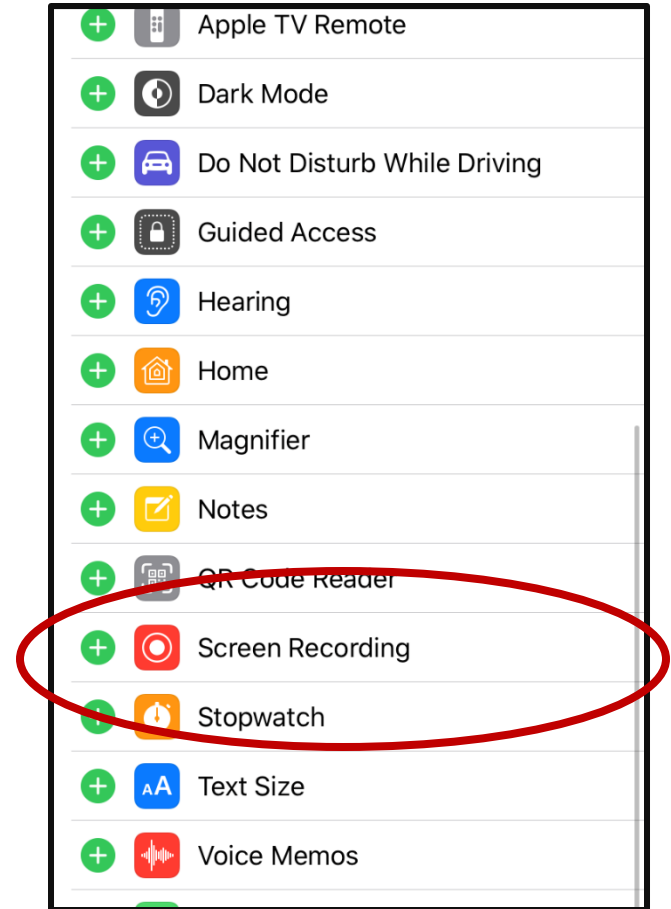 Apple TV Remote
Dark Mode
Do Not Disturb While Driving
Guided Access
Hearing
Home
Magnifier
Notes
QR Code Reader
Screen Recording
Stopwatch
AA Text Size
Voice Memos